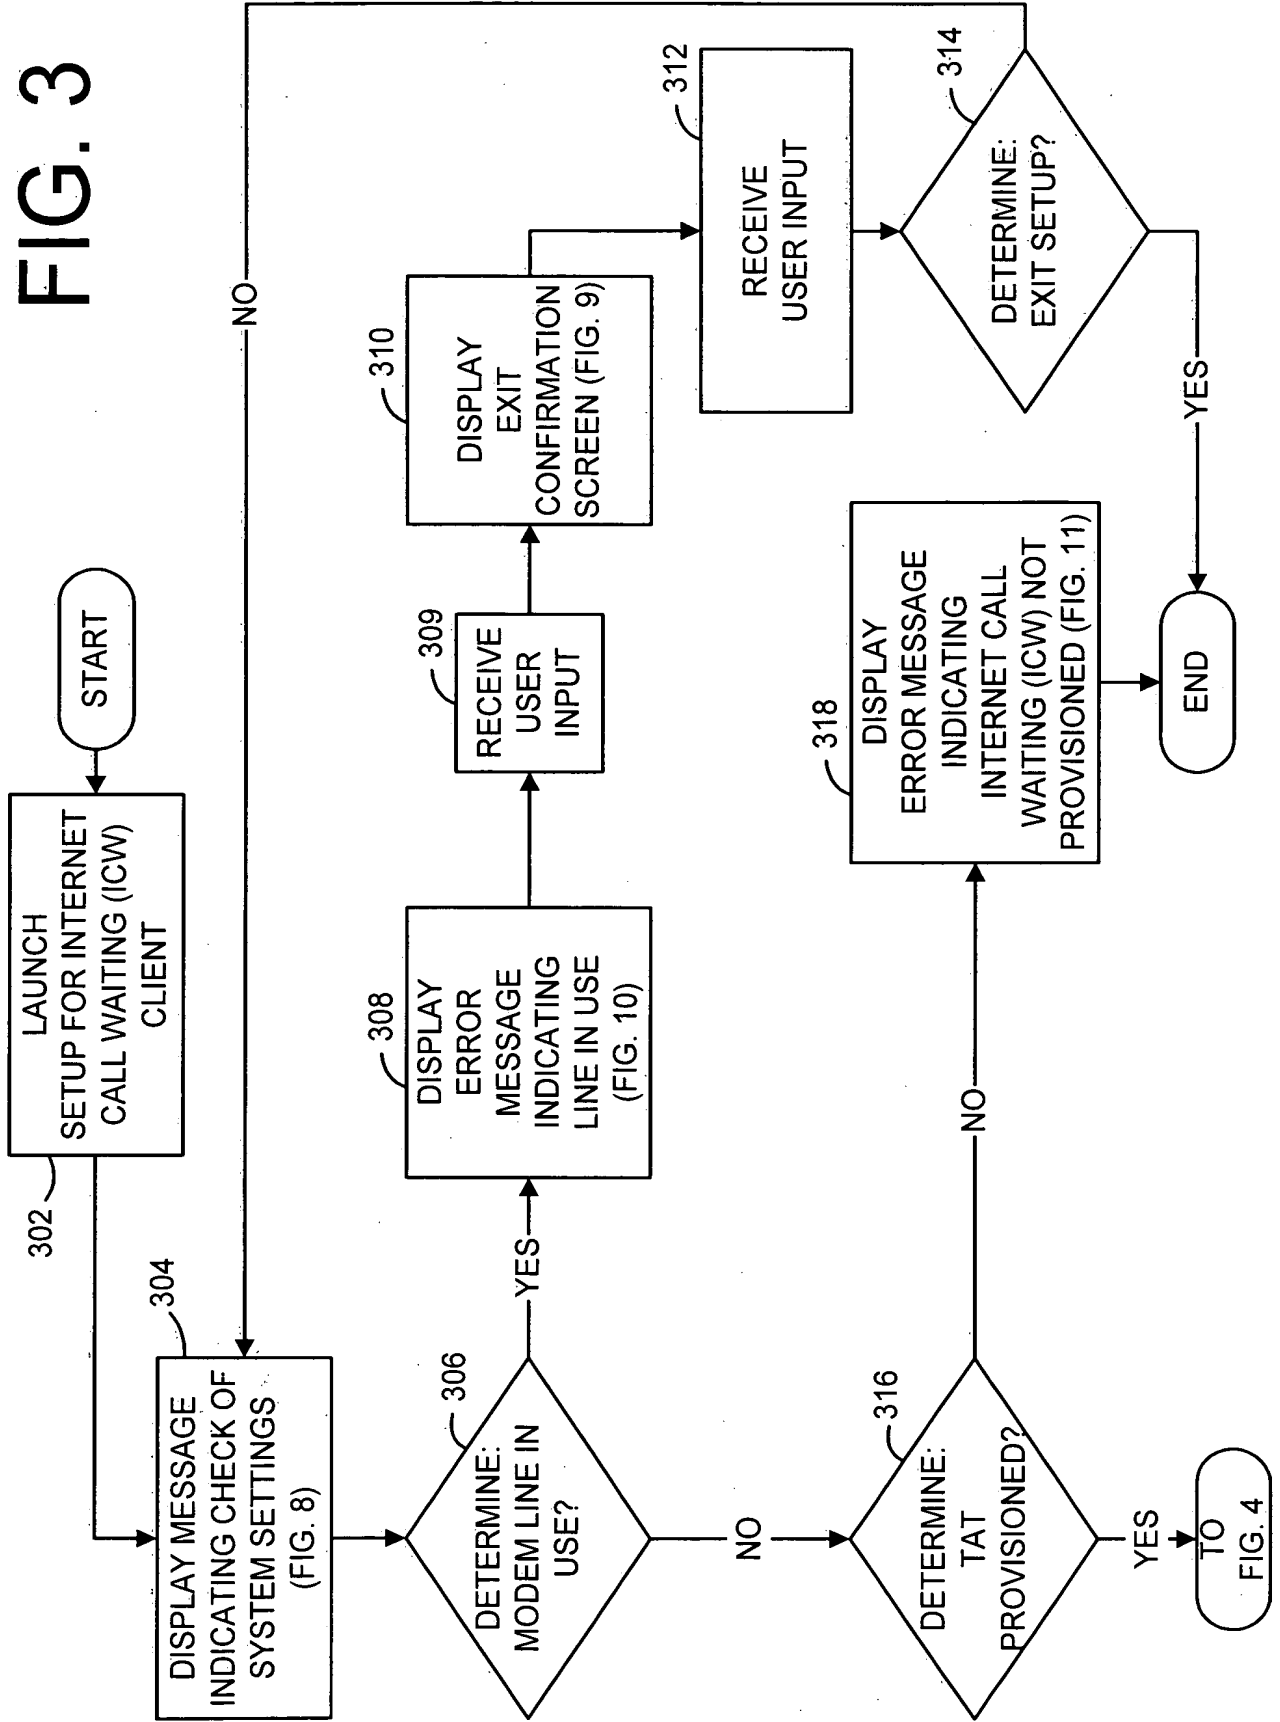 FIG. 3
START
LAUNCH
SETUP FOR INTERNET
CALL WAITING (ICW)
CLIENT
302
304
DISPLAY MESSAGE
INDICATING CHECK OF
SYSTEM SETTINGS
(FIG. 8)
NO
306
DETERMINE:
MODEM LINE IN
USE?
YES
308
DISPLAY
ERROR
MESSAGE
INDICATING
LINE IN USE
(FIG. 10)
309
RECEIVE
USER
INPUT
310
DISPLAY
EXIT
CONFIRMATION
SCREEN (FIG. 9)
312
RECEIVE
USER INPUT
314
DETERMINE:
EXIT SETUP?
YES
NO
316
DETERMINE:
TAT
PROVISIONED?
NO
318
DISPLAY
ERROR MESSAGE
INDICATING
INTERNET CALL
WAITING (ICW) NOT
PROVISIONED (FIG. 11)
END
YES
TO
FIG. 4